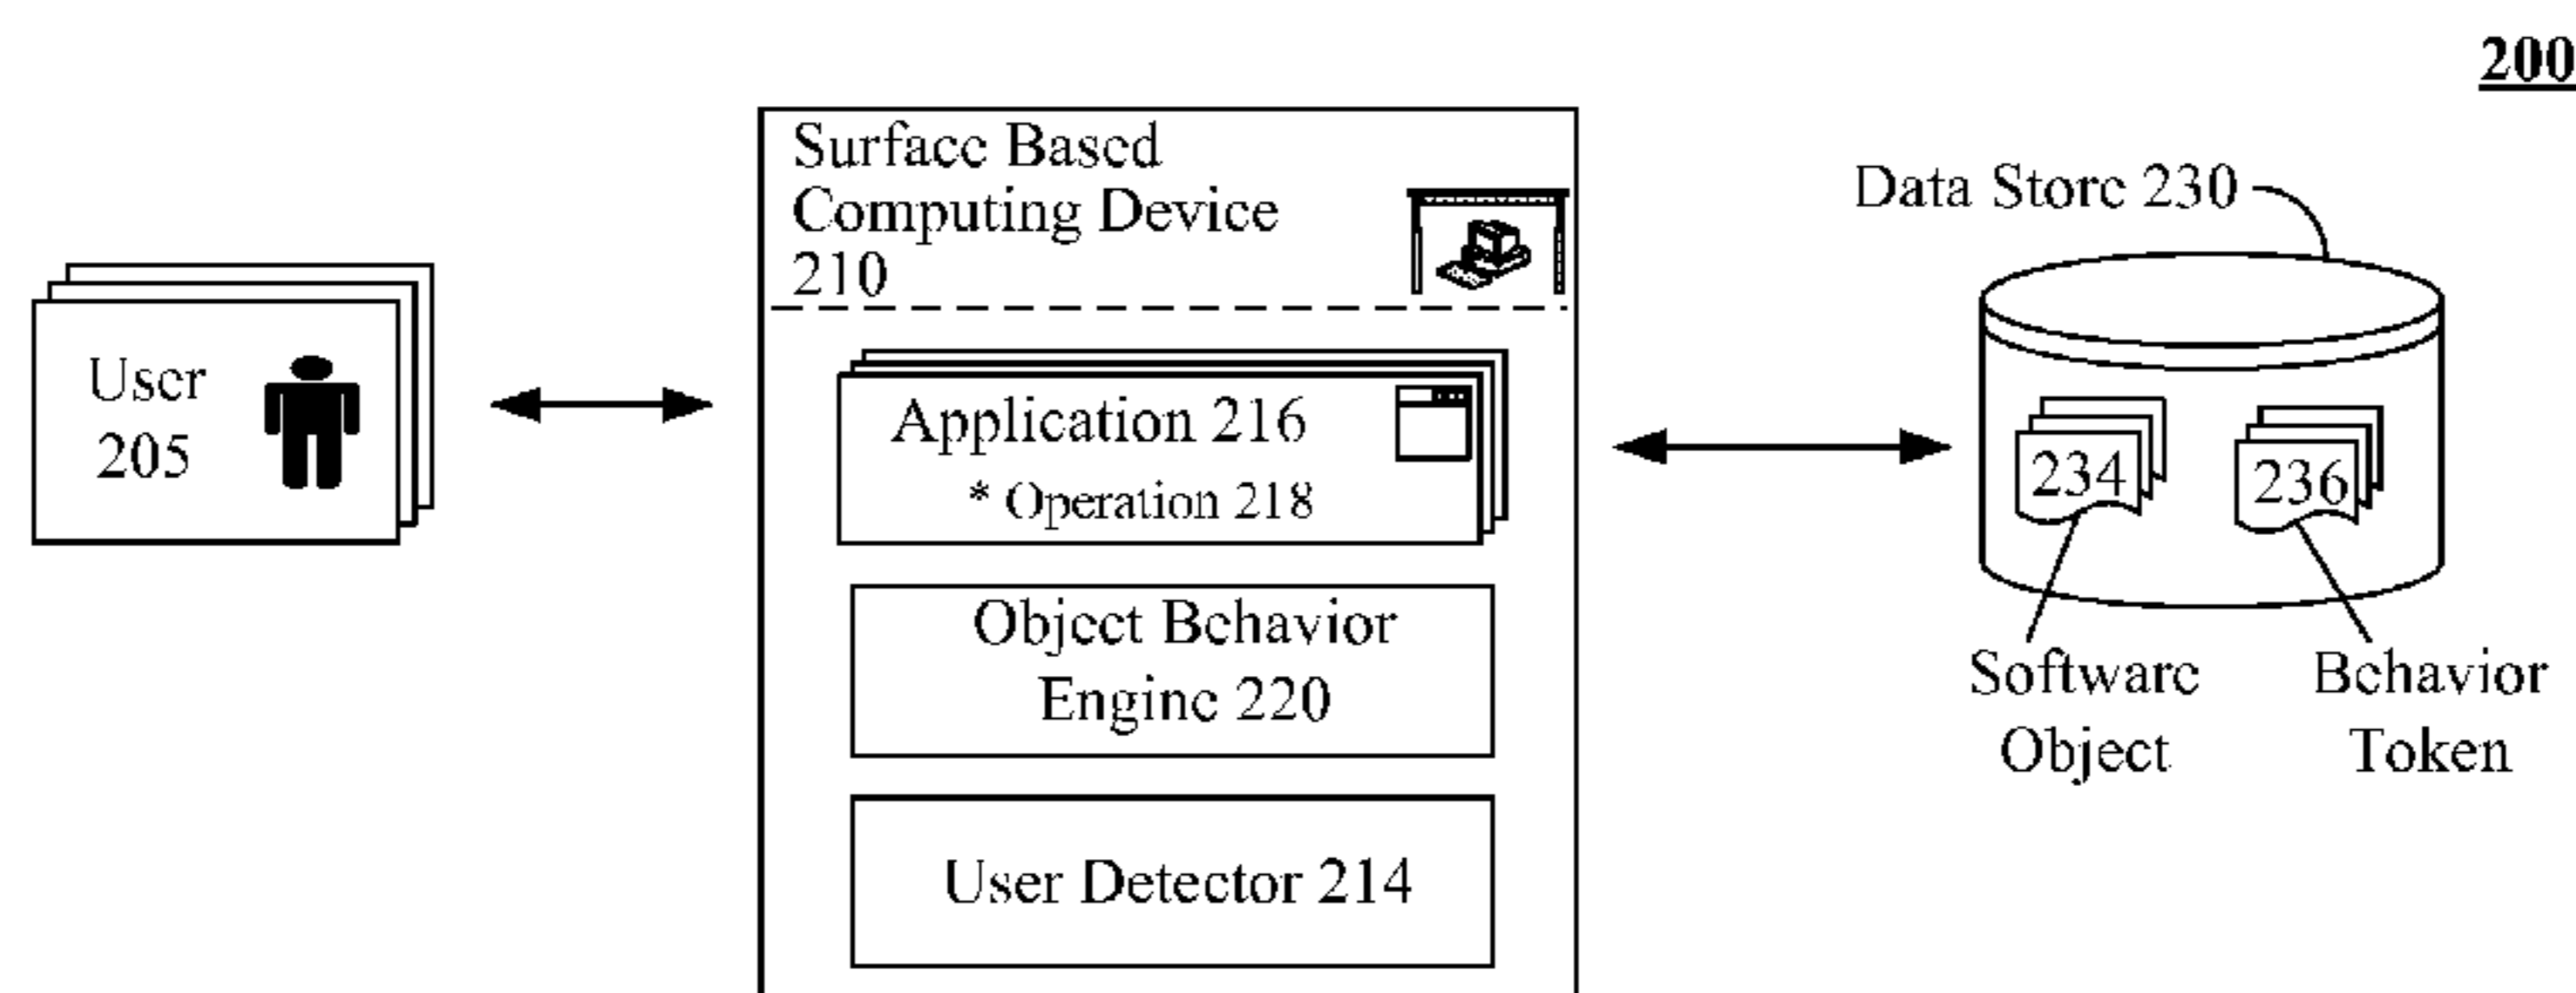 200
Surface Based
Computing Device
210
Data Store 230
User
205
Application 216
* Operation 218
234
236
Object Behavior
Engine 220
Software
Object
Behavior
Token
User Detector 214